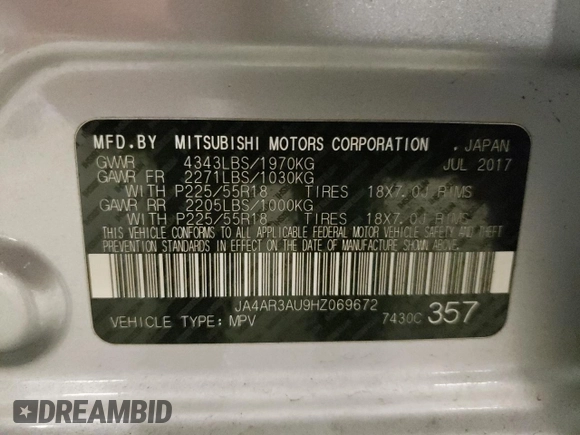 MFD.BY MITSUBISHI MOTORS CORPORATION , JAPAN
GVWR 4343LBS/1970KG JUL 2017
GAWR FR 2271LBS/1030KG
WITH P225/55R18 TIRES 18X7.0J RIMS
GAWR RR 2205LBS/1000KG
WITH P225/55R18 TIRES 18X7.0J RIMS
THIS VEHICLE CONFORMS TO ALL APPLICABLE FEDERAL MOTOR VEHICLE SAFETY AND THEFT
PREVENTION STANDARDS IN EFFECT ON THE DATE OF MANUFACTURE SHOWN ABOVE.
JA4AR3AU9HZ069672
VEHICLE TYPE: MPV 7430C 357
DREAMBID